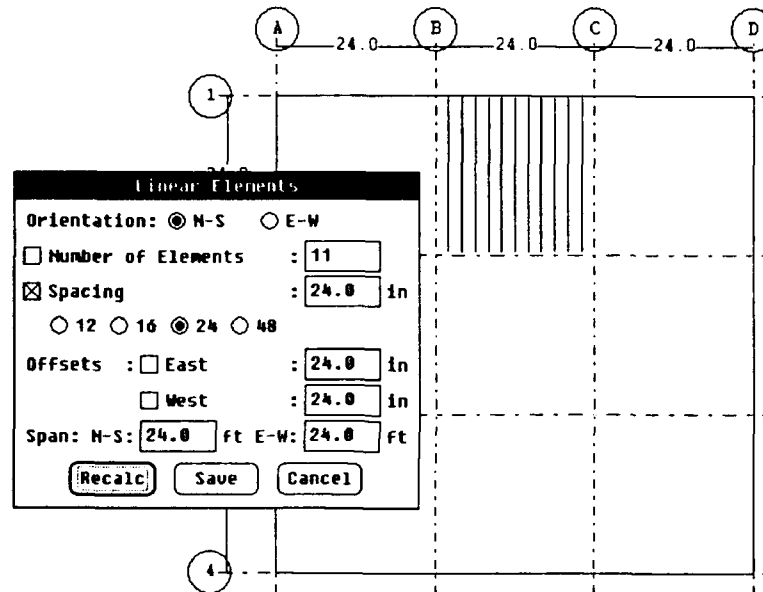 A B C D
24.0 24.0 24.0
1
24.0
Linear Elements
Orientation: N-S E-W
Number of Elements : 11
Spacing : 24.0 in
12 16 24 48
Offsets : East : 24.0 in
West : 24.0 in
Span: N-S: 24.0 ft E-W: 24.0 ft
Recalc Save Cancel
4